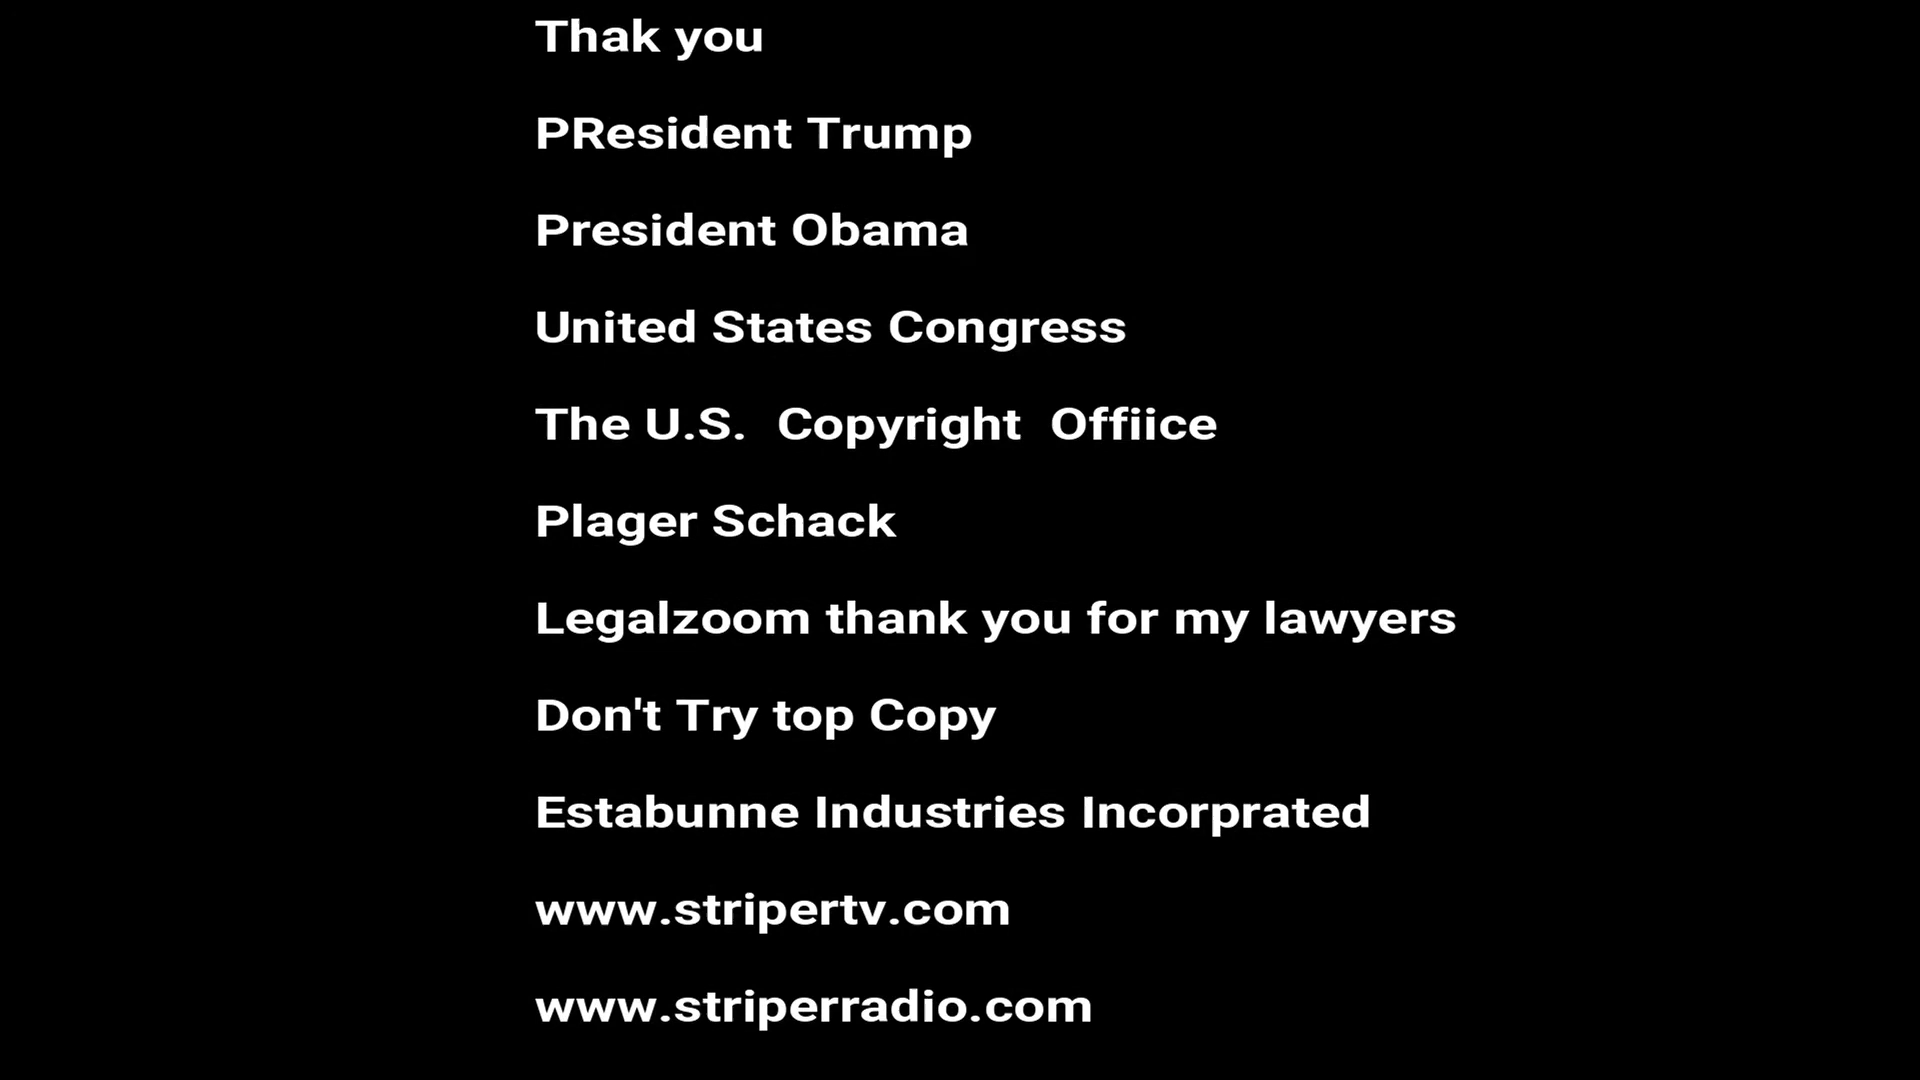 Thak you
PResident Trump
President Obama
United States Congress
The U.S.  Copyright  Offiice
Plager Schack
Legalzoom thank you for my lawyers
Don't Try top Copy
Estabunne Industries Incorprated
www.stripertv.com
www.striperradio.com